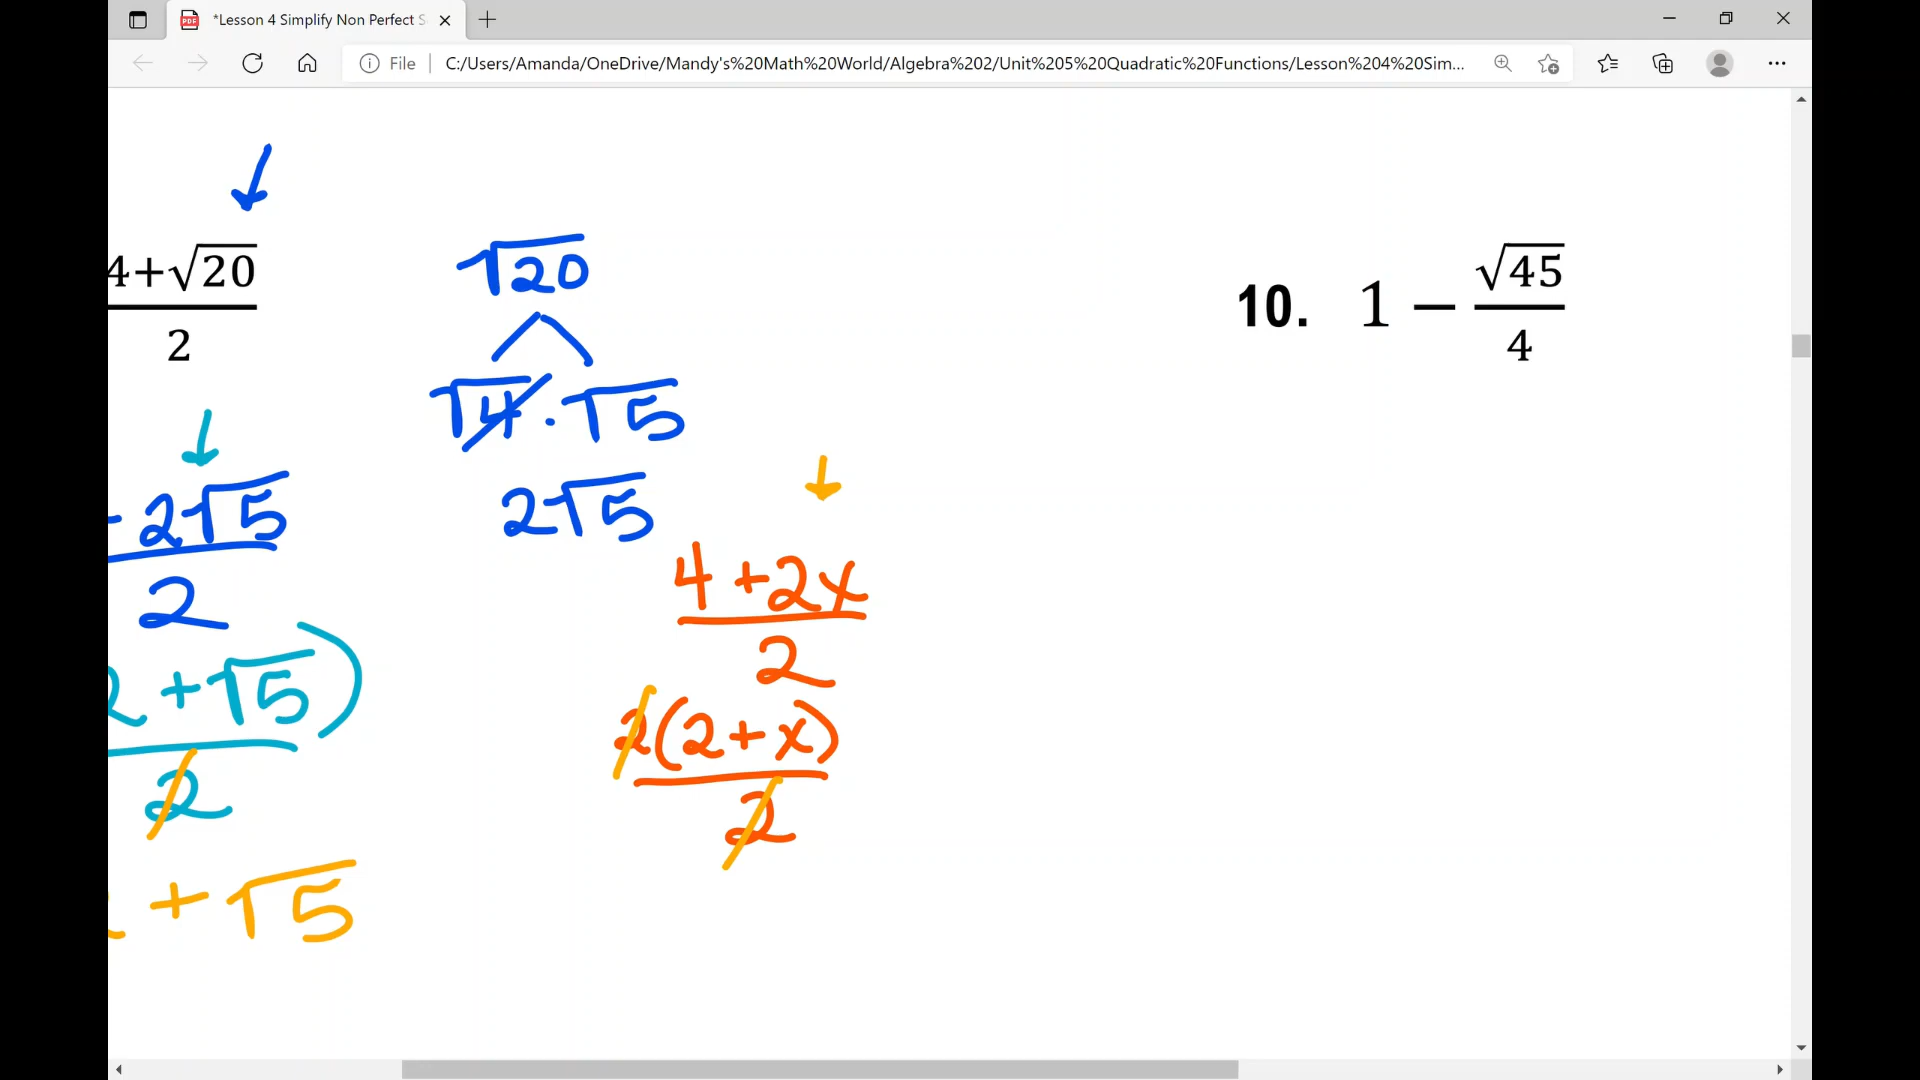 *Lesson 4 Simplify Non Perfect S
File C:/Users/Amanda/OneDrive/Mandy's%20Math%20World/Algebra%202/Unit%205%20Quadratic%20Functions/Lesson%204%20Sim...
4+√20
2
√20
√4 · √5
2√5
2√5
2
+ √5)
2
+ √5
4 + 2x
2
2(2 + x)
2
10. 1 − √45
4